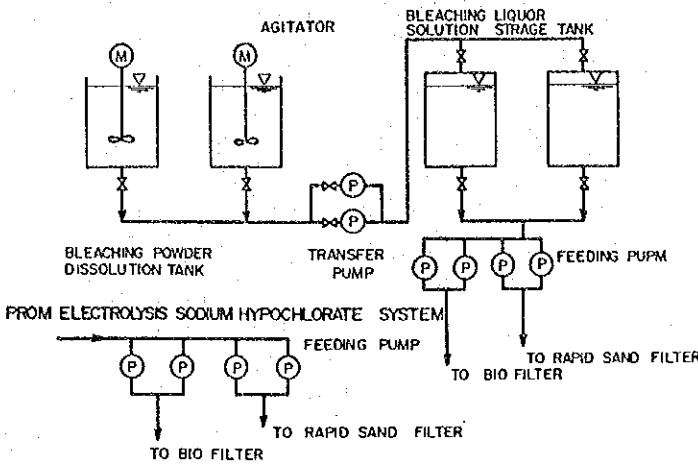 AGITATOR
BLEACHING LIQUOR
SOLUTION STRAGE TANK
M
M
P
P
BLEACHING POWDER
DISSOLUTION TANK
TRANSFER
PUMP
P
P
P
P
FEEDING PUPM
PROM ELECTROLYSIS SODIUM HYPOCHLORATE SYSTEM
FEEDING PUMP
P
P
P
P
TO RAPID SAND FILTER
TO BIO FILTER
TO RAPID SAND FILTER
TO BIO FILTER